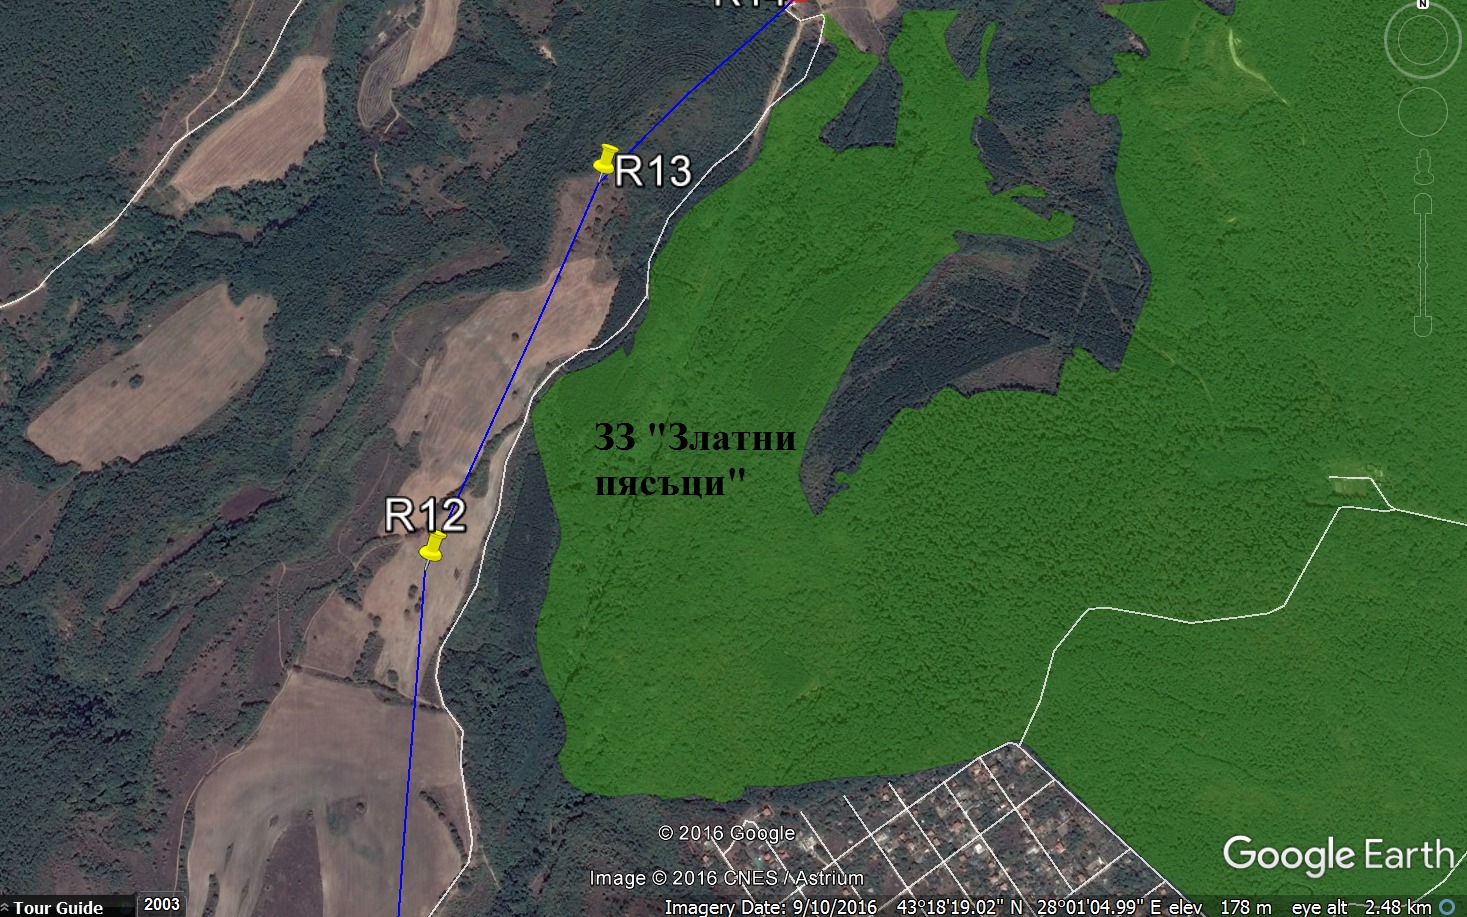 R14
N
R13
ЗЗ "Златни
пясъци"
R12
© 2016 Google
Image © 2016 CNES / Astrium
Google Earth
Tour Guide
2003
Imagery Date: 9/10/2016 43°18'19.02" N 28°01'04.99" E elev 178 m eye alt 2.48 km